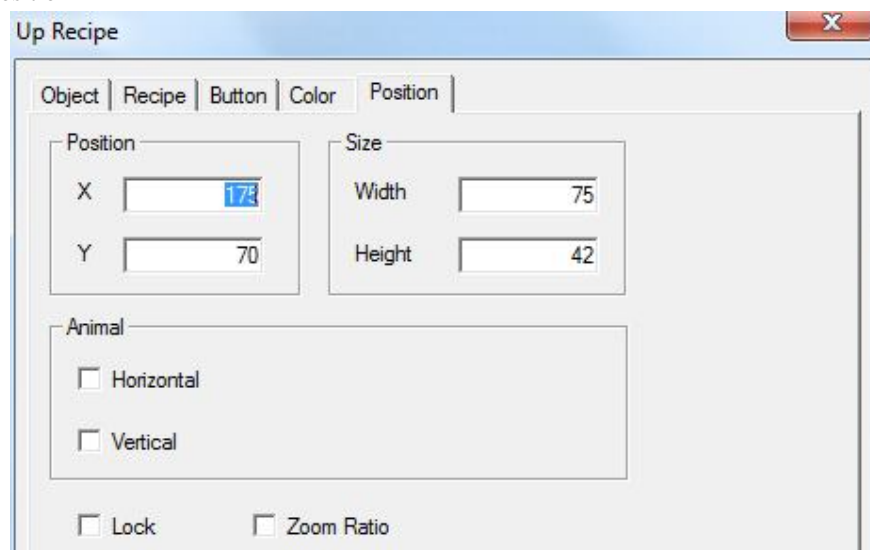 Up Recipe
Object Recipe Button Color Position
Position Size
X 175 Width 75
Y 70 Height 42
Animal
Horizontal
Vertical
Lock Zoom Ratio